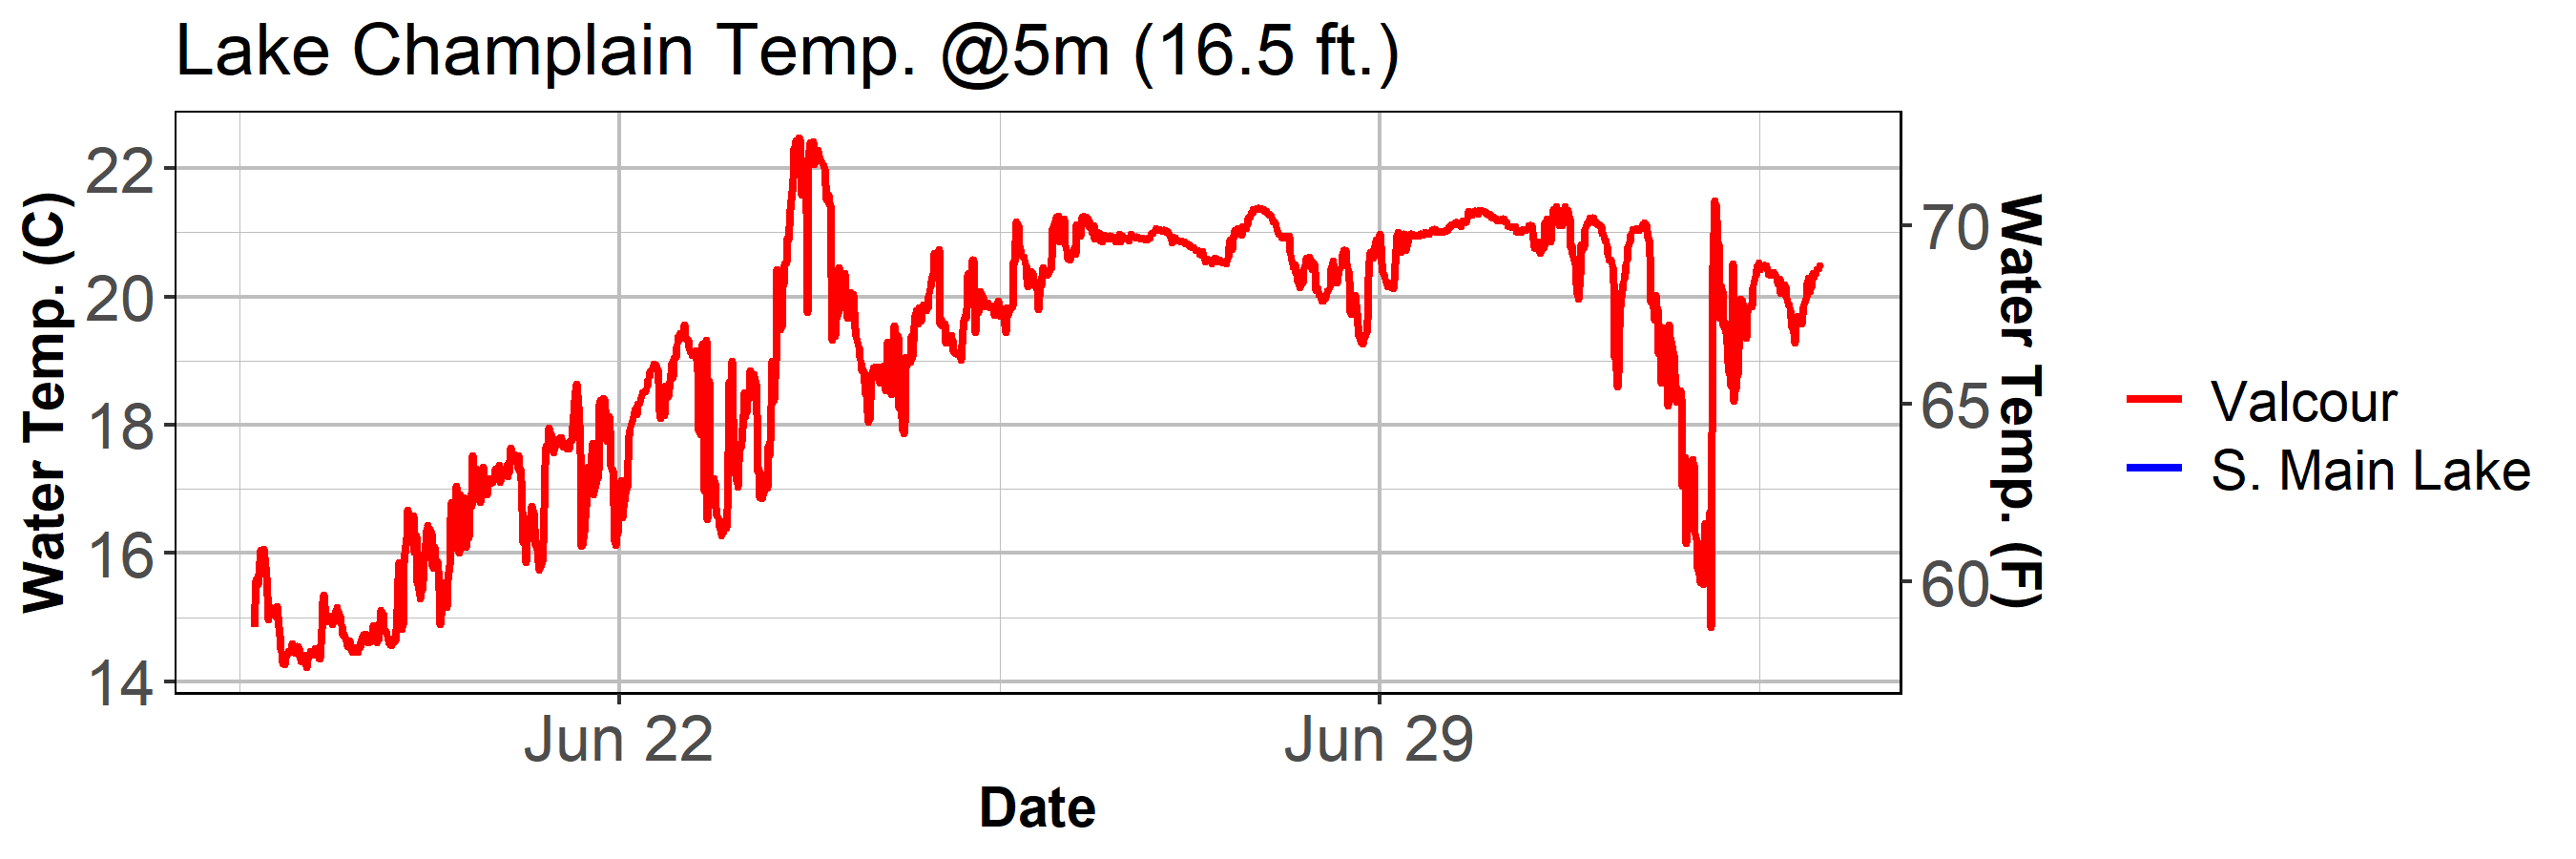 Lake Champlain Temp. @5m (16.5 ft.)
Water Temp. (C)
22
20
18
16
14
70
65
60
Water Temp. (F)
Jun 22
Jun 29
Date
Valcour
S. Main Lake